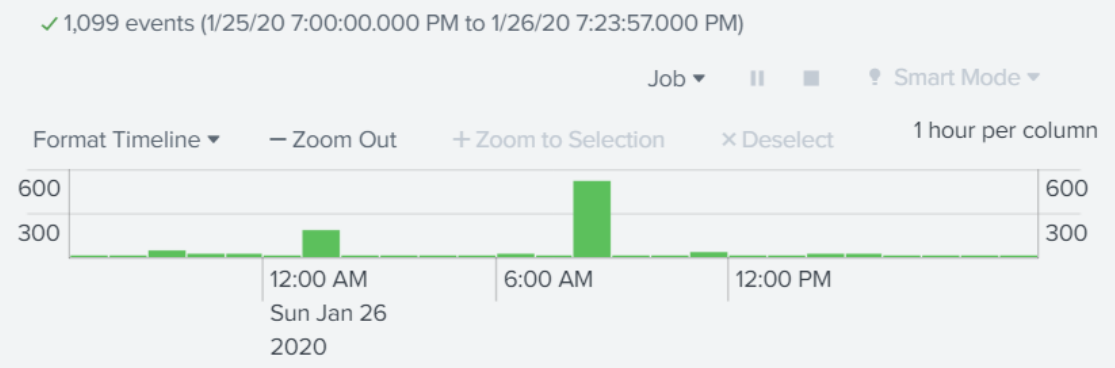 ✓ 1,099 events (1/25/20 7:00:00.000 PM to 1/26/20 7:23:57.000 PM)
Job
Smart Mode
Format Timeline
— Zoom Out
+ Zoom to Selection
× Deselect
1 hour per column
600
600
300
300
12:00 AM
6:00 AM
12:00 PM
Sun Jan 26
2020